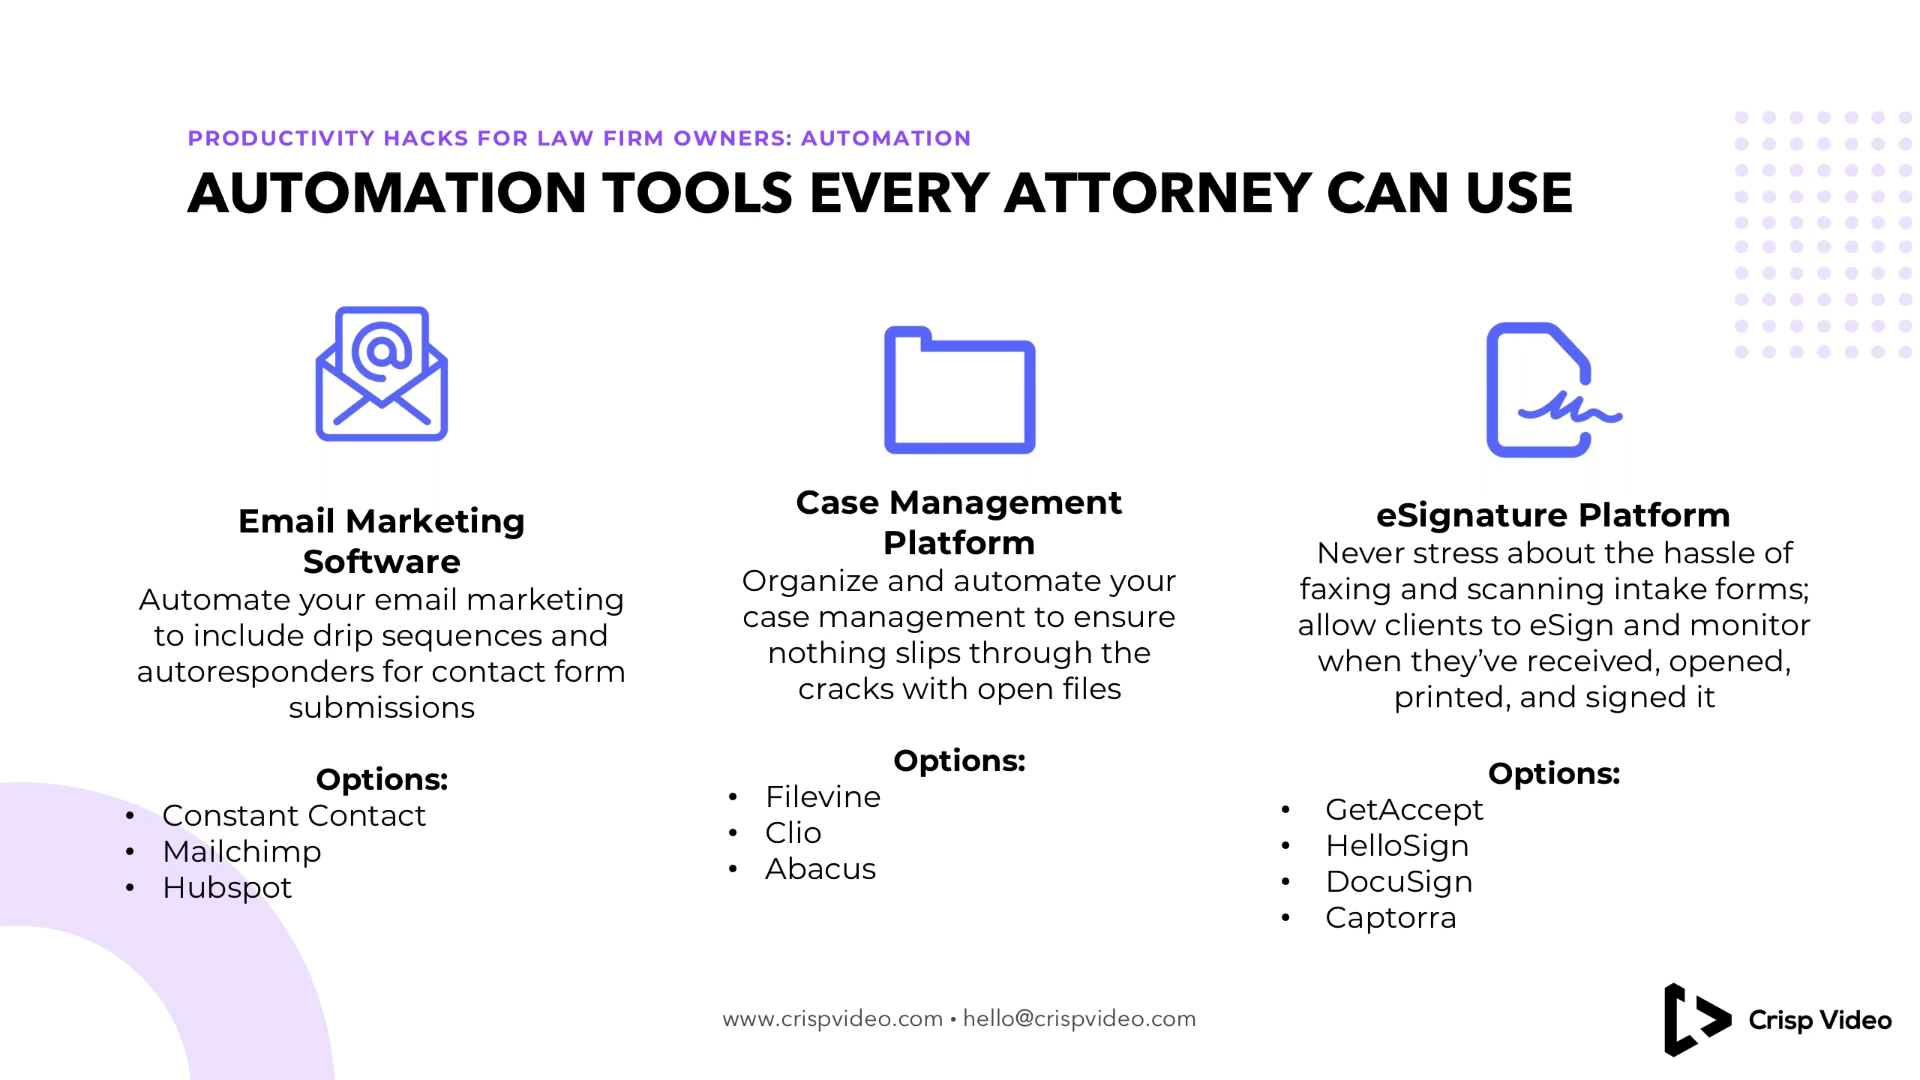 PRODUCTIVITY HACKS FOR LAW FIRM OWNERS: AUTOMATION
AUTOMATION TOOLS EVERY ATTORNEY CAN USE
Email Marketing
Software
Automate your email marketing
to include drip sequences and
autoresponders for contact form
submissions
Options:
• Constant Contact
• Mailchimp
• Hubspot
Case Management
Platform
Organize and automate your
case management to ensure
nothing slips through the
cracks with open files
Options:
• Filevine
• Clio
• Abacus
eSignature Platform
Never stress about the hassle of
faxing and scanning intake forms;
allow clients to eSign and monitor
when they’ve received, opened,
printed, and signed it
Options:
• GetAccept
• HelloSign
• DocuSign
• Captorra
www.crispvideo.com • hello@crispvideo.com
Crisp Video